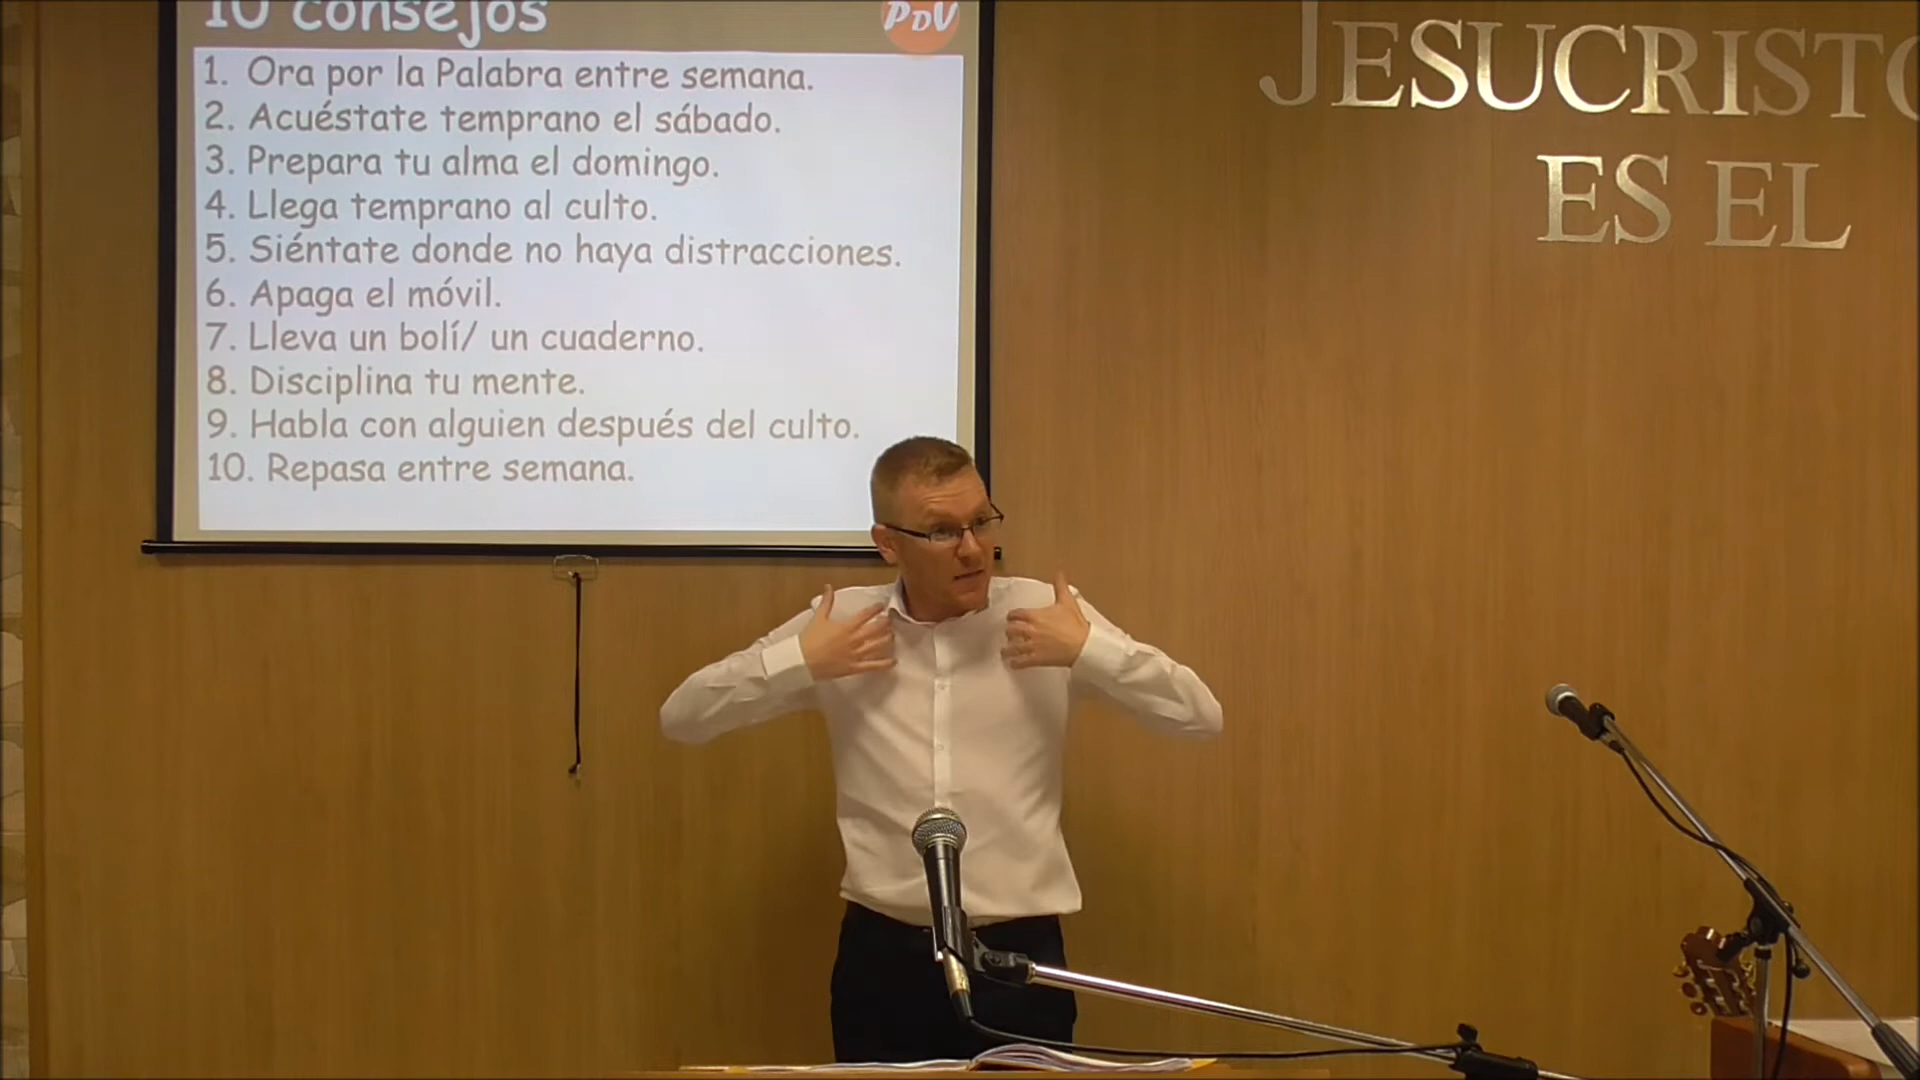 10 consejos
PDV
1. Ora por la Palabra entre semana.
2. Acuéstate temprano el sábado.
3. Prepara tu alma el domingo.
4. Llega temprano al culto.
5. Siéntate donde no haya distracciones.
6. Apaga el móvil.
7. Lleva un bolí/ un cuaderno.
8. Disciplina tu mente.
9. Habla con alguien después del culto.
10. Repasa entre semana.
JESUCRISTO
ES EL